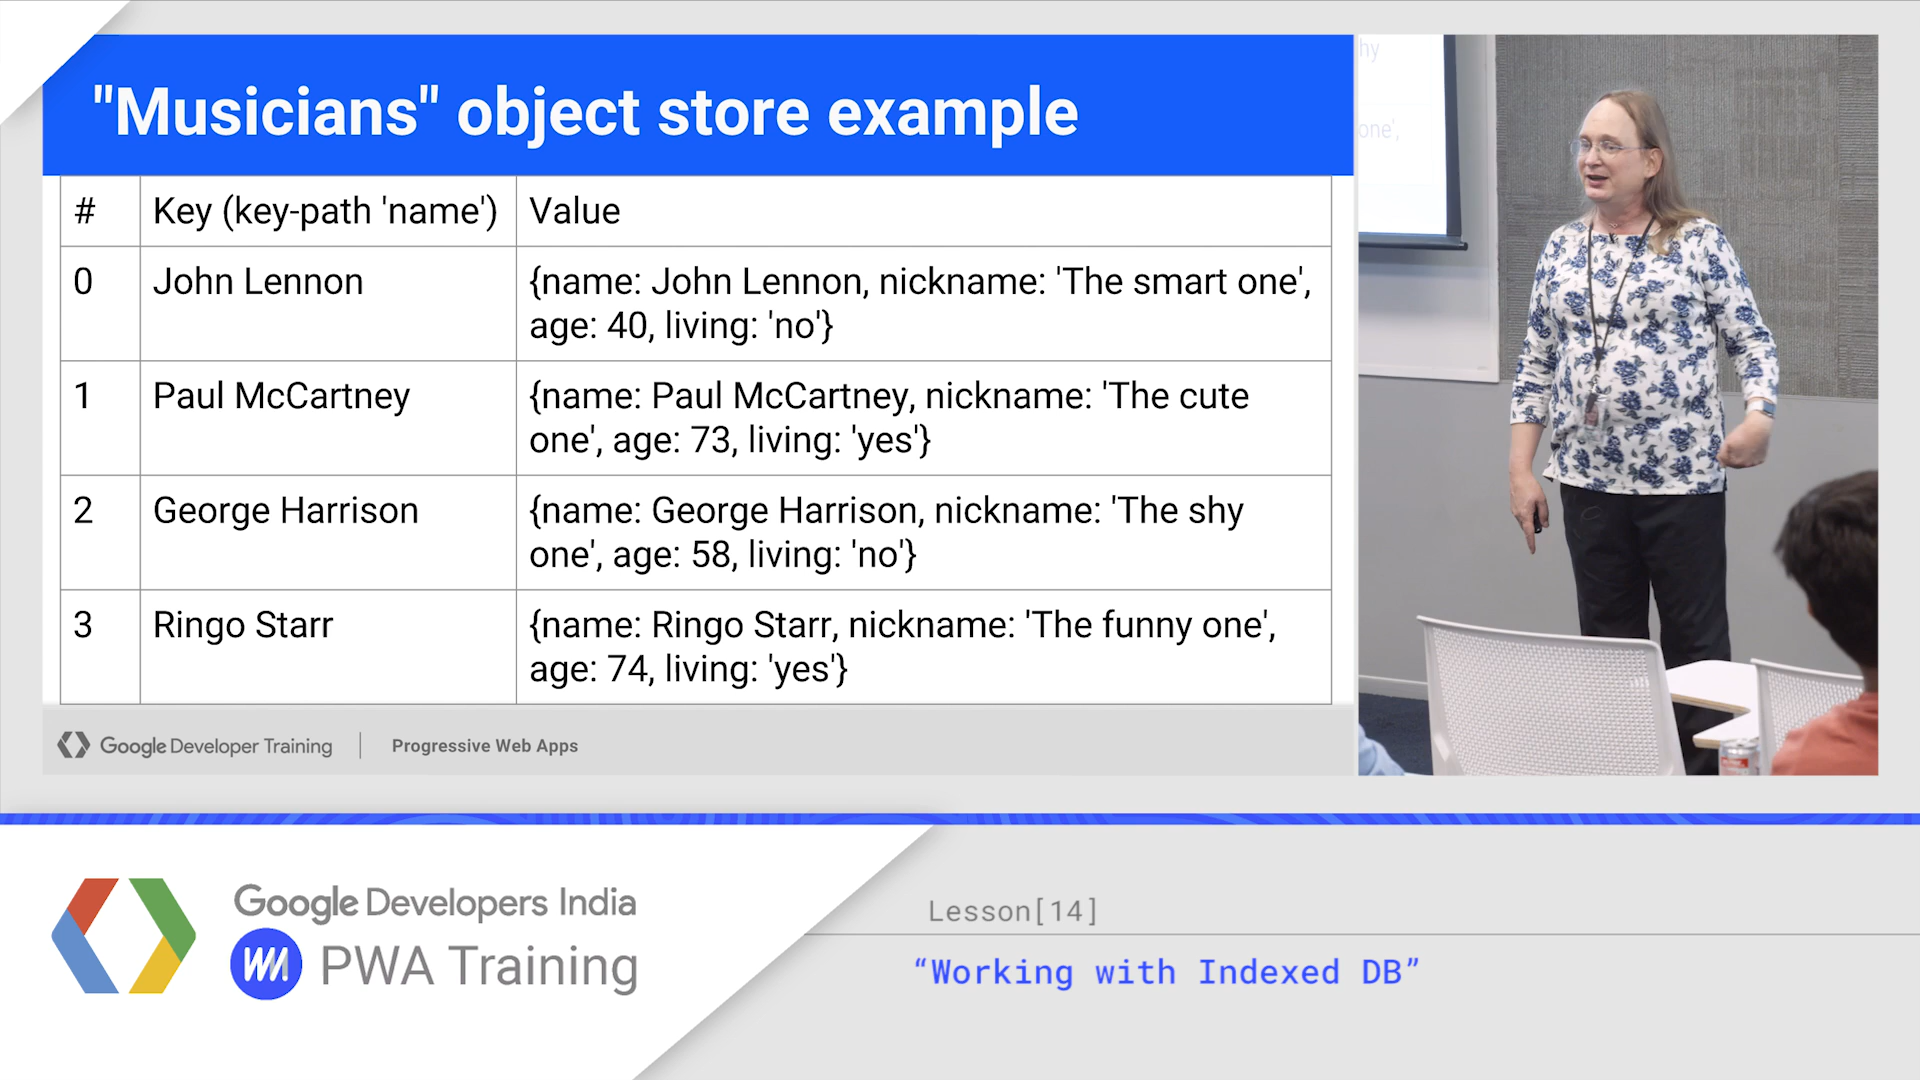 "Musicians" object store example
# Key (key-path 'name') Value
0 John Lennon {name: John Lennon, nickname: 'The smart one',
age: 40, living: 'no'}
1 Paul McCartney {name: Paul McCartney, nickname: 'The cute
one', age: 73, living: 'yes'}
2 George Harrison {name: George Harrison, nickname: 'The shy
one', age: 58, living: 'no'}
3 Ringo Starr {name: Ringo Starr, nickname: 'The funny one',
age: 74, living: 'yes'}
Google Developer Training | Progressive Web Apps
hy
one',
Google Developers India
PWA Training
Lesson[14]
“Working with Indexed DB”